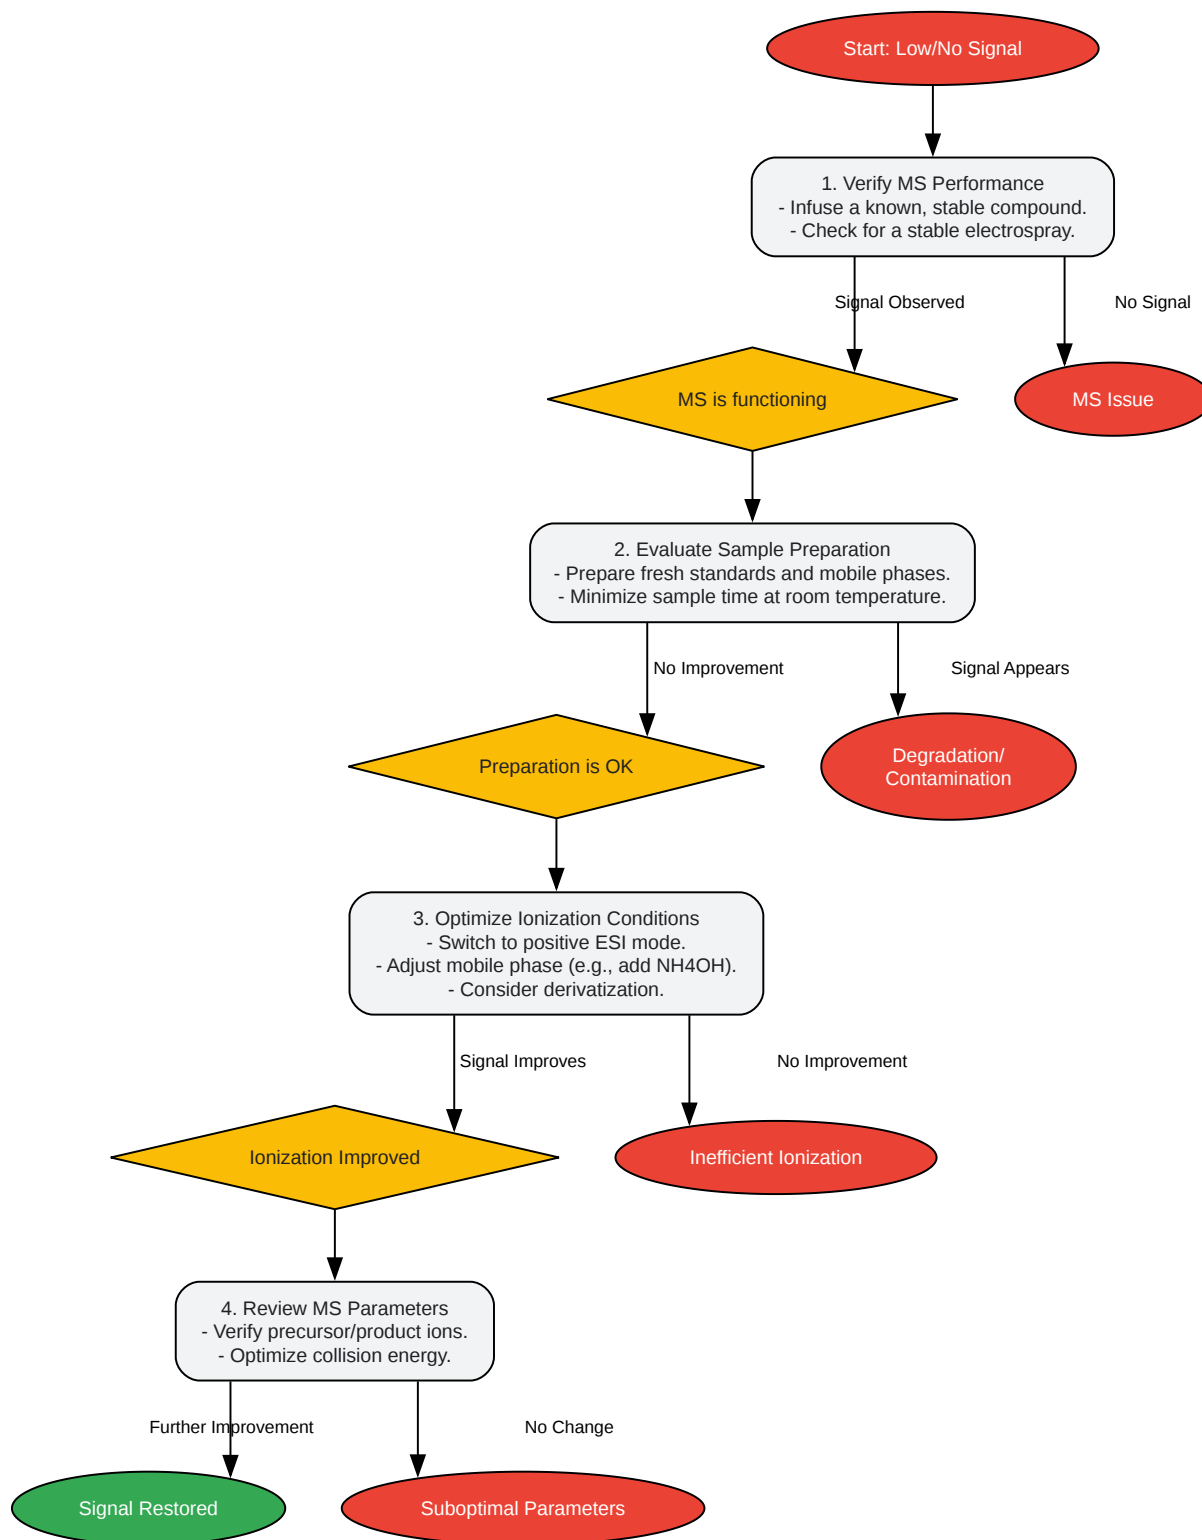 Start: Low/No Signal
1. Verify MS Performance
- Infuse a known, stable compound.
- Check for a stable electrospray.
Signal Observed
No Signal
MS is functioning
MS Issue
2. Evaluate Sample Preparation
- Prepare fresh standards and mobile phases.
- Minimize sample time at room temperature.
No Improvement
Signal Appears
Preparation is OK
Degradation/
Contamination
3. Optimize Ionization Conditions
- Switch to positive ESI mode.
- Adjust mobile phase (e.g., add NH4OH).
- Consider derivatization.
Signal Improves
No Improvement
Ionization Improved
Inefficient Ionization
4. Review MS Parameters
- Verify precursor/product ions.
- Optimize collision energy.
Further Improvement
No Change
Signal Restored
Suboptimal Parameters